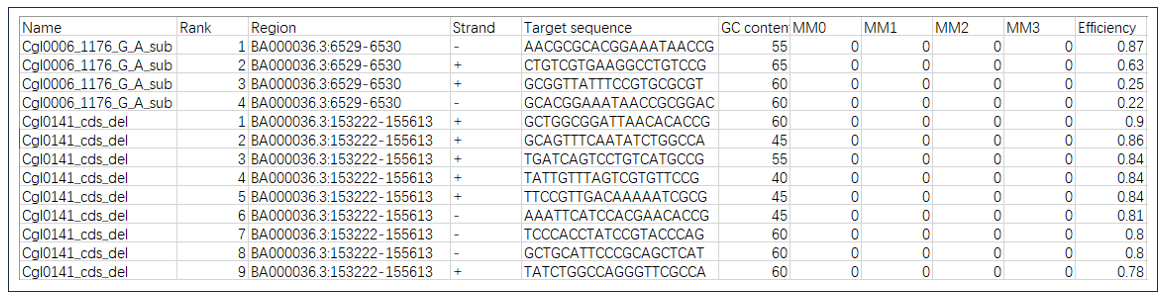 Name Rank Region Strand Target sequence GC conten MM0 MM1 MM2 MM3 Efficiency
Cgl0006_1176_G_A_sub 1 BA000036.3:6529-6530 - AACGCGCACGGAAATAACCG 55 0 0 0 0 0.87
Cgl0006_1176_G_A_sub 2 BA000036.3:6529-6530 + CTGTCGTGAAGGCCTGTCCG 65 0 0 0 0 0.63
Cgl0006_1176_G_A_sub 3 BA000036.3:6529-6530 + GCGGTTATTTCCGTGCGCGT 60 0 0 0 0 0.25
Cgl0006_1176_G_A_sub 4 BA000036.3:6529-6530 - GCACGGAAATAACCGCGGAC 60 0 0 0 0 0.22
Cgl0141_cds_del 1 BA000036.3:153222-155613 + GCTGGCGGATTAACACACCG 60 0 0 0 0 0.9
Cgl0141_cds_del 2 BA000036.3:153222-155613 + GCAGTTTCAATATCTGGCCA 45 0 0 0 0 0.86
Cgl0141_cds_del 3 BA000036.3:153222-155613 + TGATCAGTCCTGTCATGCCG 55 0 0 0 0 0.84
Cgl0141_cds_del 4 BA000036.3:153222-155613 + TATTGTTTAGTCGTGTTCCG 40 0 0 0 0 0.84
Cgl0141_cds_del 5 BA000036.3:153222-155613 + TTCCGTTGACAAAAATCGCG 45 0 0 0 0 0.84
Cgl0141_cds_del 6 BA000036.3:153222-155613 - AAATTCATCCACGAACACCG 45 0 0 0 0 0.81
Cgl0141_cds_del 7 BA000036.3:153222-155613 - TCCCACCTATCCGTACCCAG 60 0 0 0 0 0.8
Cgl0141_cds_del 8 BA000036.3:153222-155613 - GCTGCATTCCCGCAGCTCAT 60 0 0 0 0 0.8
Cgl0141_cds_del 9 BA000036.3:153222-155613 + TATCTGGCCAGGGTTCGCCA 60 0 0 0 0 0.78